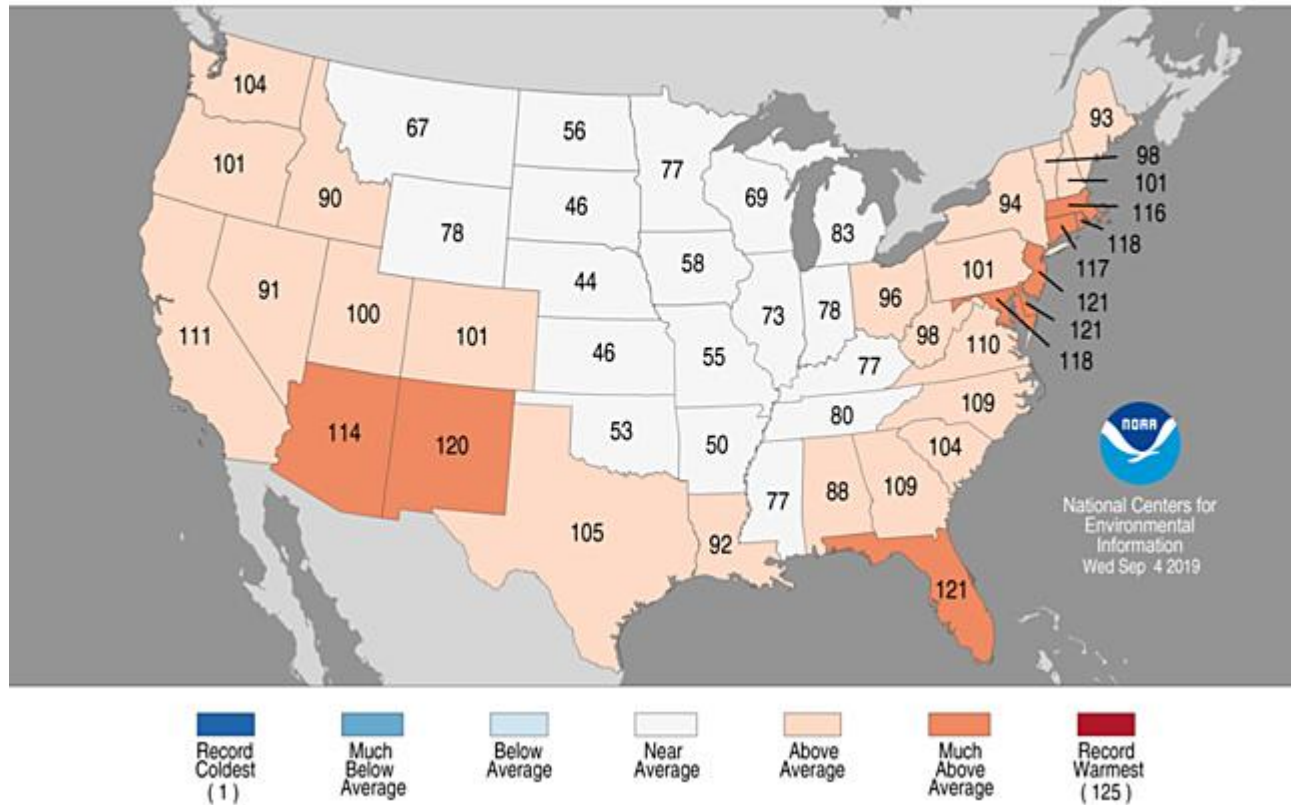 104
67
56
77
93
98
101
101
90
46
69
94
116
78
83
118
117
58
91
44
101
121
100
73
78
96
121
111
101
98
110
118
46
55
77
80
109
114
120
53
50
104
NOAA
77
88
109
105
92
National Centers for
Environmental
Information
Wed Sep 4 2019
121
Record
Coldest
(1)
Much
Below
Average
Below
Average
Near
Average
Above
Average
Much
Above
Average
Record
Warmest
(125)